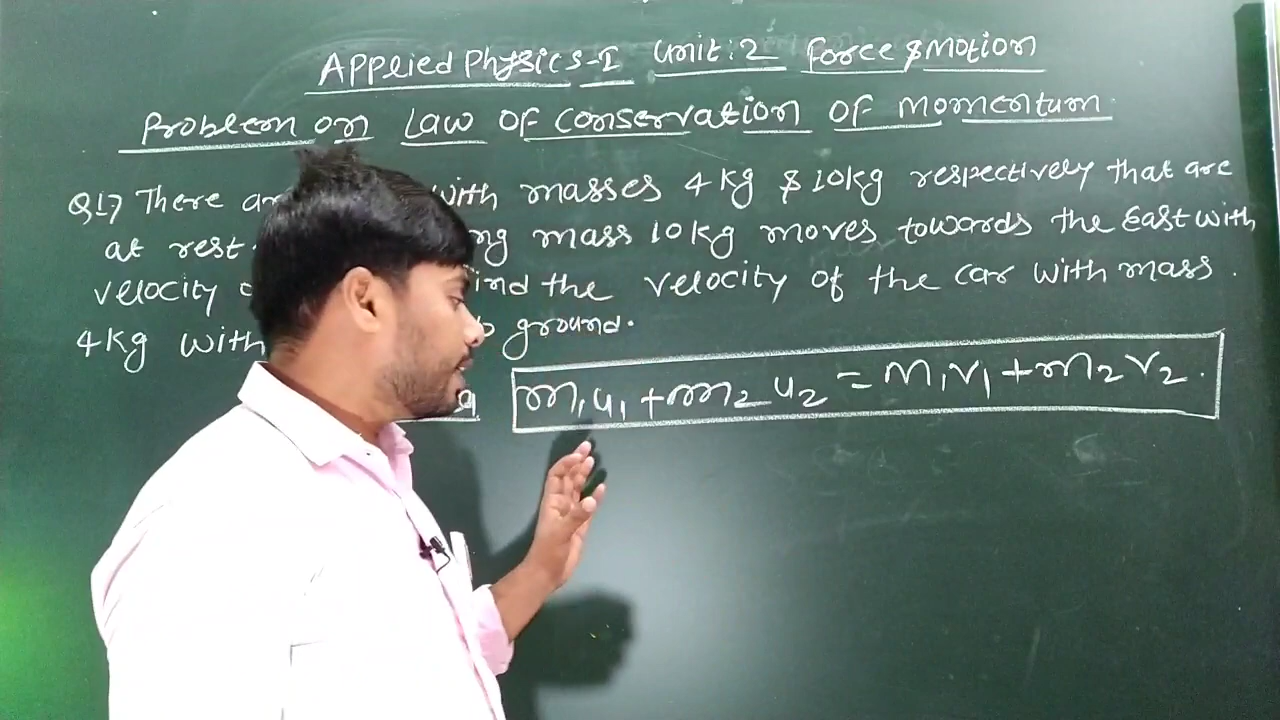 Applied Physics-I Unit:2 Force & Motion
Problem on Law of conservation of Momentum.
Q1) There are with masses 4 kg & 10kg respectively that are
at rest. mass 10kg moves towards the East with
velocity the velocity of the car with mass.
4kg with ground.
m₁u₁ + m₂u₂ = m₁v₁ + m₂v₂.